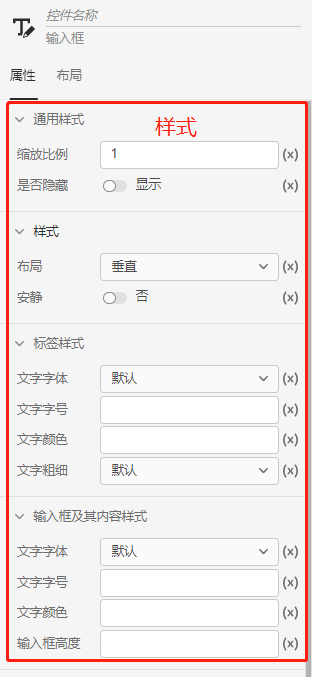 控件名称
输入框
属性 布局
通用样式
样式
缩放比例 1 (x)
是否隐藏 显示 (x)
样式
布局 垂直 (x)
安静 否 (x)
标签样式
文字字体 默认 (x)
文字字号 (x)
文字颜色 (x)
文字粗细 默认 (x)
输入框及其内容样式
文字字体 默认 (x)
文字字号 (x)
文字颜色 (x)
输入框高度 (x)